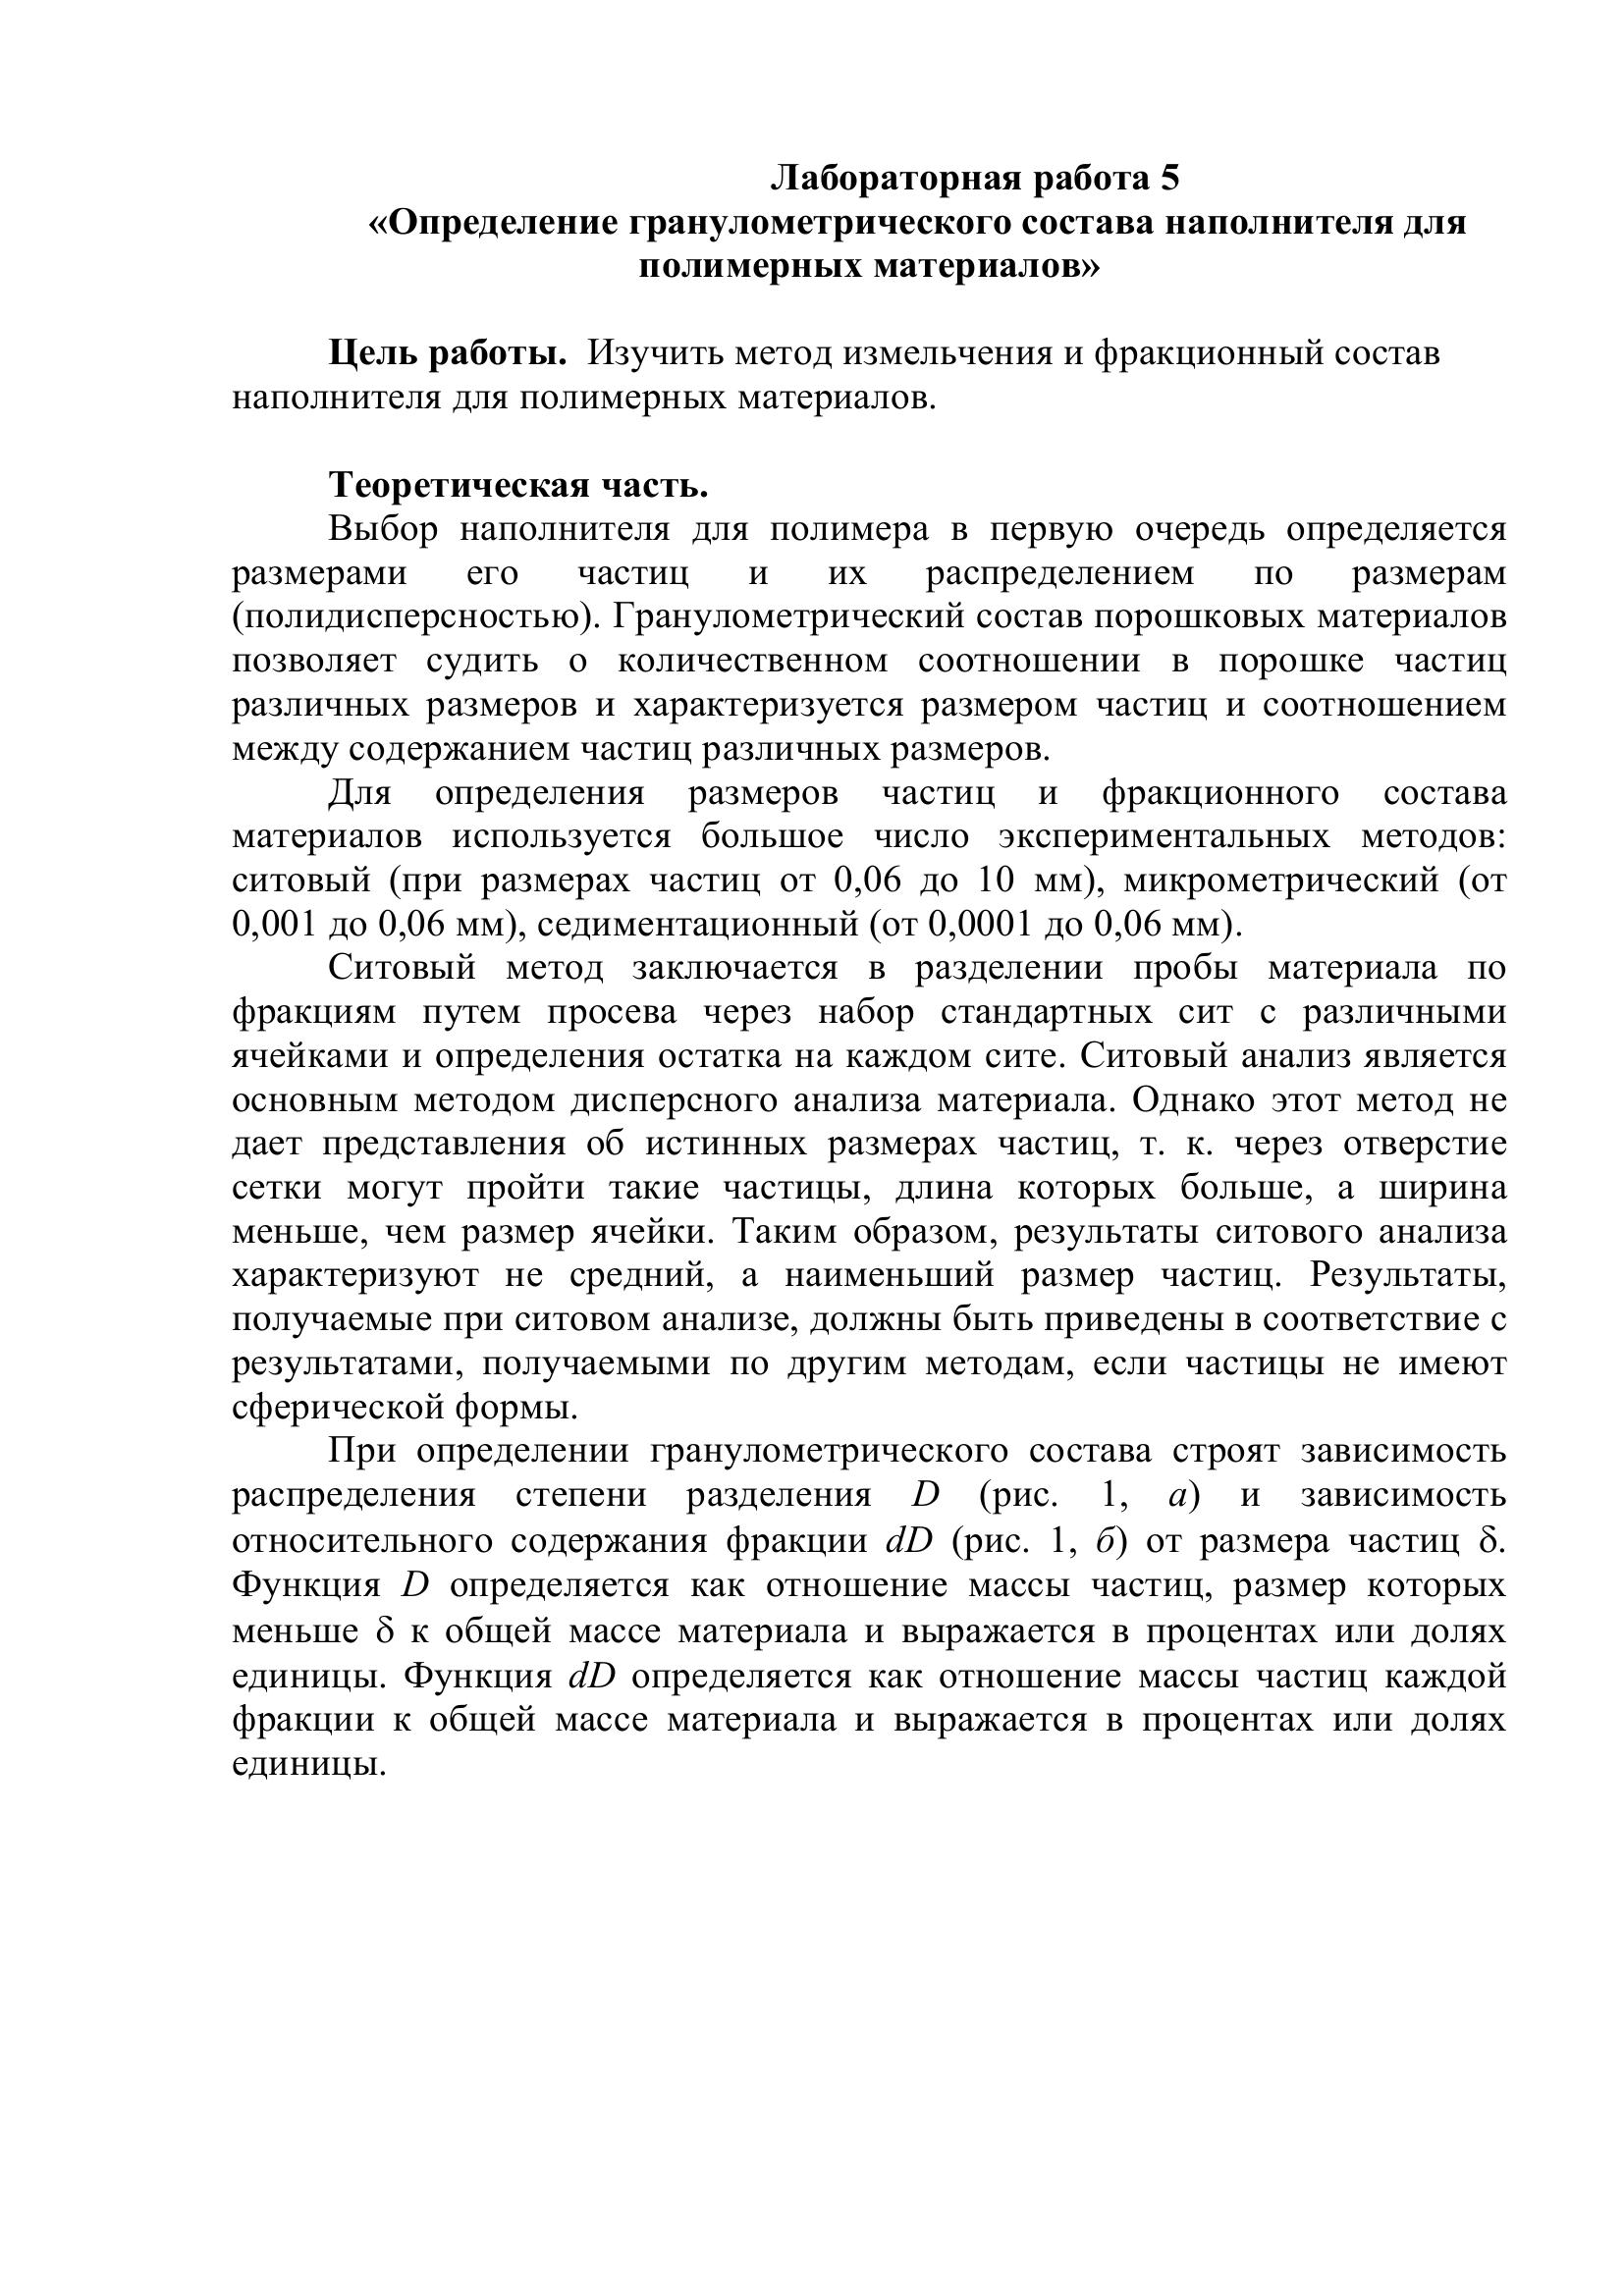 Лабораторная работа 5
«Определение гранулометрического состава наполнителя для
полимерных материалов»
Цель работы. Изучить метод измельчения и фракционный состав
наполнителя для полимерных материалов.
Теоретическая часть.
Выбор наполнителя для полимера в первую очередь определяется
размерами его частиц и их распределением по размерам
(полидисперсностью). Гранулометрический состав порошковых материалов
позволяет судить о количественном соотношении в порошке частиц
различных размеров и характеризуется размером частиц и соотношением
между содержанием частиц различных размеров.
Для определения размеров частиц и фракционного состава
материалов используется большое число экспериментальных методов:
ситовый (при размерах частиц от 0,06 до 10 мм), микрометрический (от
0,001 до 0,06 мм), седиментационный (от 0,0001 до 0,06 мм).
Ситовый метод заключается в разделении пробы материала по
фракциям путем просева через набор стандартных сит с различными
ячейками и определения остатка на каждом сите. Ситовый анализ является
основным методом дисперсного анализа материала. Однако этот метод не
дает представления об истинных размерах частиц, т. к. через отверстие
сетки могут пройти такие частицы, длина которых больше, а ширина
меньше, чем размер ячейки. Таким образом, результаты ситового анализа
характеризуют не средний, а наименьший размер частиц. Результаты,
получаемые при ситовом анализе, должны быть приведены в соответствие с
результатами, получаемыми по другим методам, если частицы не имеют
сферической формы.
При определении гранулометрического состава строят зависимость
распределения степени разделения D (рис. 1, а) и зависимость
относительного содержания фракции dD (рис. 1, б) от размера частиц δ.
Функция D определяется как отношение массы частиц, размер которых
меньше δ к общей массе материала и выражается в процентах или долях
единицы. Функция dD определяется как отношение массы частиц каждой
фракции к общей массе материала и выражается в процентах или долях
единицы.